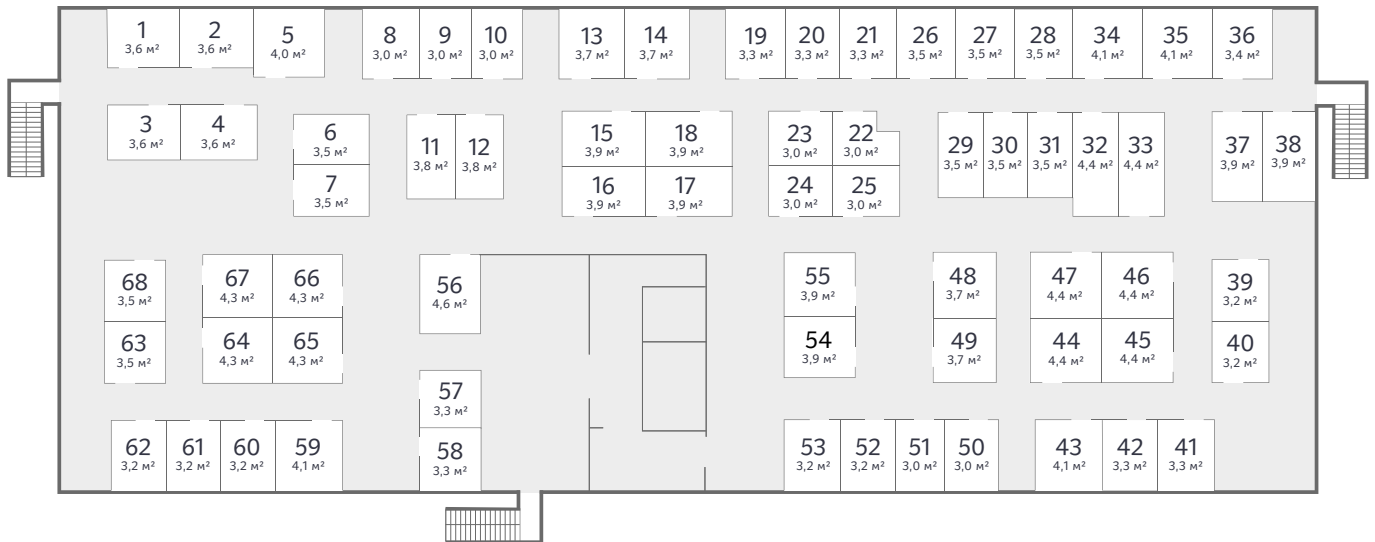 1
3,6 м²
2
3,6 м²
5
4,0 м²
8
3,0 м²
9
3,0 м²
10
3,0 м²
13
3,7 м²
14
3,7 м²
19
3,3 м²
20
3,3 м²
21
3,3 м²
26
3,5 м²
27
3,5 м²
28
3,5 м²
34
4,1 м²
35
4,1 м²
36
3,4 м²
3
3,6 м²
4
3,6 м²
6
3,5 м²
7
3,5 м²
11
3,8 м²
12
3,8 м²
15
3,9 м²
18
3,9 м²
16
3,9 м²
17
3,9 м²
23
3,0 м²
22
3,0 м²
24
3,0 м²
25
3,0 м²
29
3,5 м²
30
3,5 м²
31
3,5 м²
32
4,4 м²
33
4,4 м²
37
3,9 м²
38
3,9 м²
68
3,5 м²
63
3,5 м²
67
4,3 м²
66
4,3 м²
64
4,3 м²
65
4,3 м²
56
4,6 м²
57
3,3 м²
58
3,3 м²
55
3,9 м²
54
3,9 м²
48
3,7 м²
49
3,7 м²
47
4,4 м²
46
4,4 м²
44
4,4 м²
45
4,4 м²
39
3,2 м²
40
3,2 м²
62
3,2 м²
61
3,2 м²
60
3,2 м²
59
4,1 м²
53
3,2 м²
52
3,2 м²
51
3,0 м²
50
3,0 м²
43
4,1 м²
42
3,3 м²
41
3,3 м²